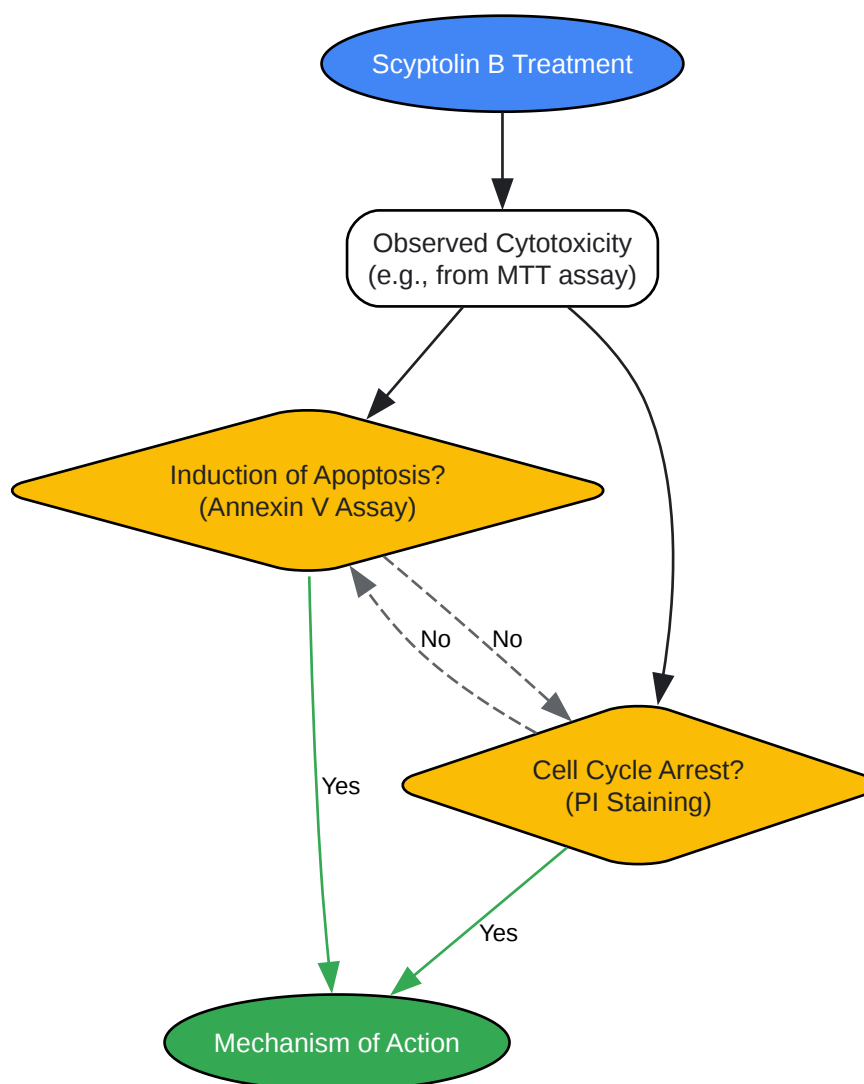 Scyptolin B Treatment
Observed Cytotoxicity
(e.g., from MTT assay)
Induction of Apoptosis?
(Annexin V Assay)
No
No
Cell Cycle Arrest?
(PI Staining)
Yes
Yes
Mechanism of Action